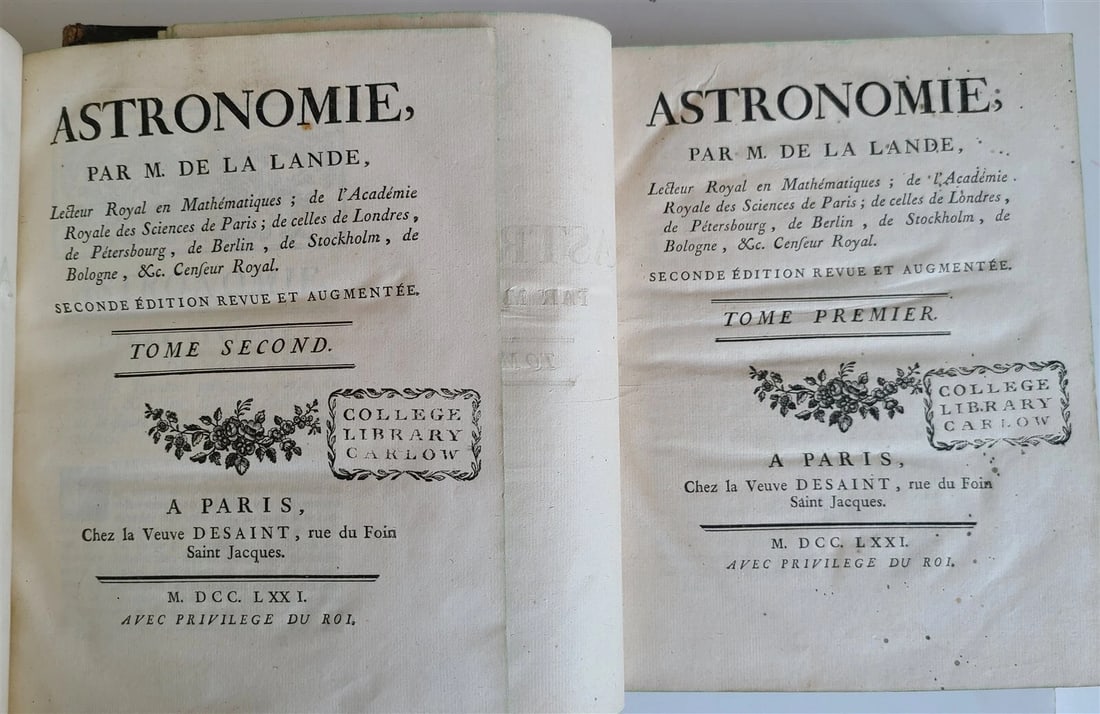 ASTRONOMIE,
PAR M. DE LA LANDE,
Lecteur Royal en Mathématiques ; de l'Académie
Royale des Sciences de Paris ; de celles de Londres,
de Pétersbourg, de Berlin, de Stockholm, de
Bologne, &c. Cenſeur Royal.
SECONDE ÉDITION REVUE ET AUGMENTÉE.
TOME SECOND.
COLLEGE
LIBRARY
CARLOW
A PARIS,
Chez la Veuve DESAINT, rue du Foin
Saint Jacques.
M. DCC. LXXI.
AVEC PRIVILEGE DU ROI.
ASTRONOMIE;
PAR M. DE LA LANDE,
Lecteur Royal en Mathématiques ; de l'Académie
Royale des Sciences de Paris ; de celles de Londres,
de Pétersbourg, de Berlin, de Stockholm, de
Bologne, &c. Cenſeur Royal.
SECONDE ÉDITION REVUE ET AUGMENTÉE.
TOME PREMIER.
COLLEGE
LIBRARY
CARLOW
A PARIS,
Chez la Veuve DESAINT, rue du Foin
Saint Jacques.
M. DCC. LXXI.
AVEC PRIVILEGE DU ROI.